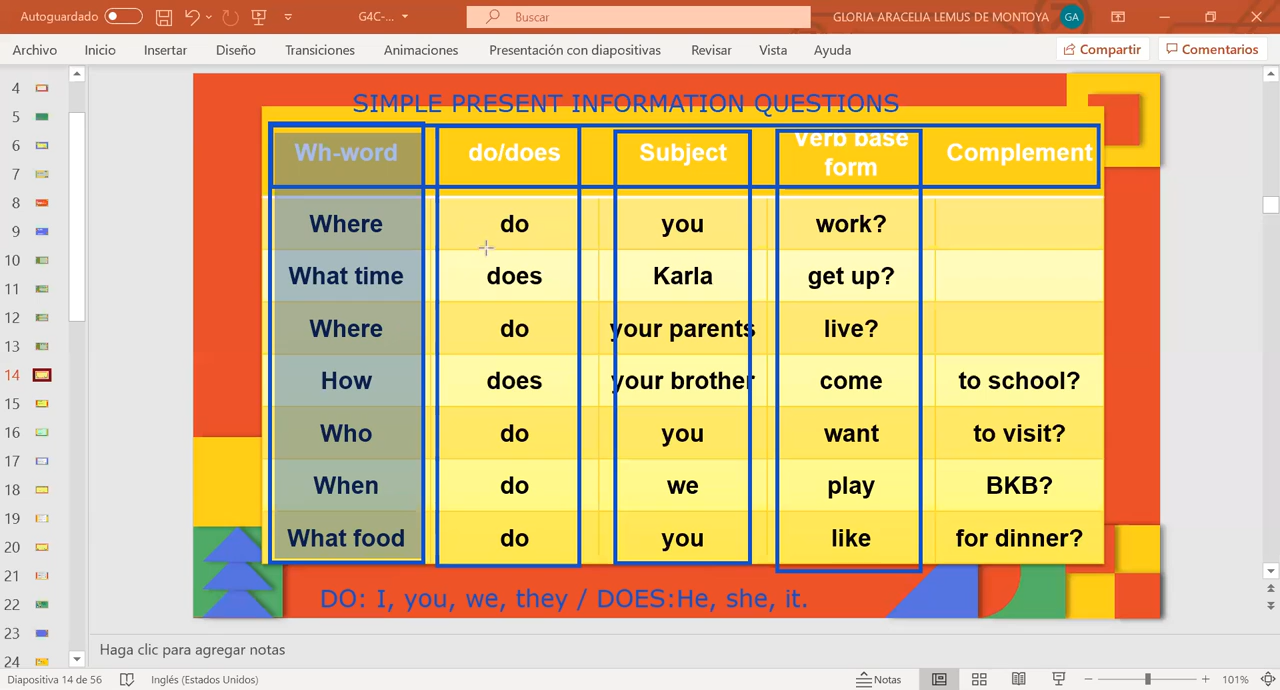 Autoguardado G4C-... Buscar GLORIA ARACELIA LEMUS DE MONTOYA GA
Archivo Inicio Insertar Diseño Transiciones Animaciones Presentación con diapositivas Revisar Vista Ayuda Compartir Comentarios
4
5
6
7
8
9
10
11
12
13
14
15
16
17
18
19
20
21
22
23
24
SIMPLE PRESENT INFORMATION QUESTIONS
Wh-word do/does Subject Verb base form Complement
Where do you work?
What time does Karla get up?
Where do your parents live?
How does your brother come to school?
Who do you want to visit?
When do we play BKB?
What food do you like for dinner?
DO: I, you, we, they / DOES:He, she, it.
Haga clic para agregar notas
Diapositiva 14 de 56 Inglés (Estados Unidos) Notas 101%